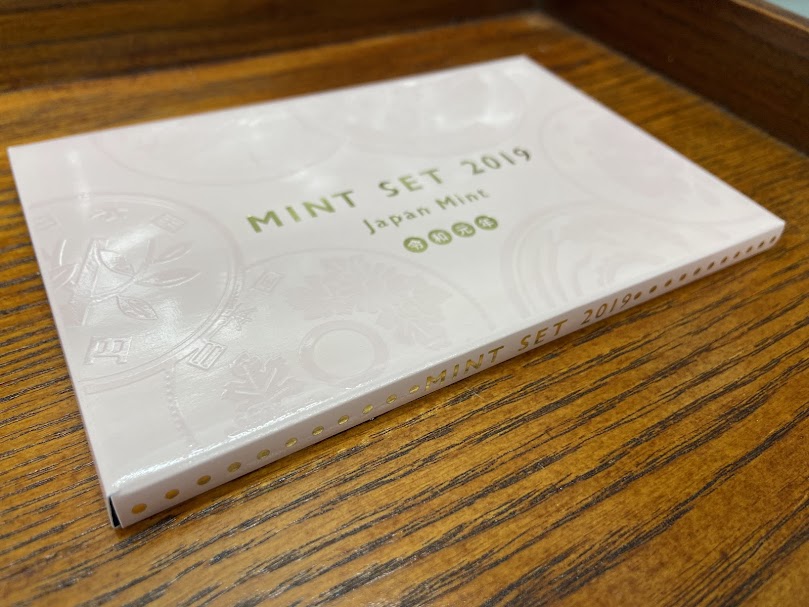 MINT SET 2019
Japan Mint
令和元年
MINT SET 2019